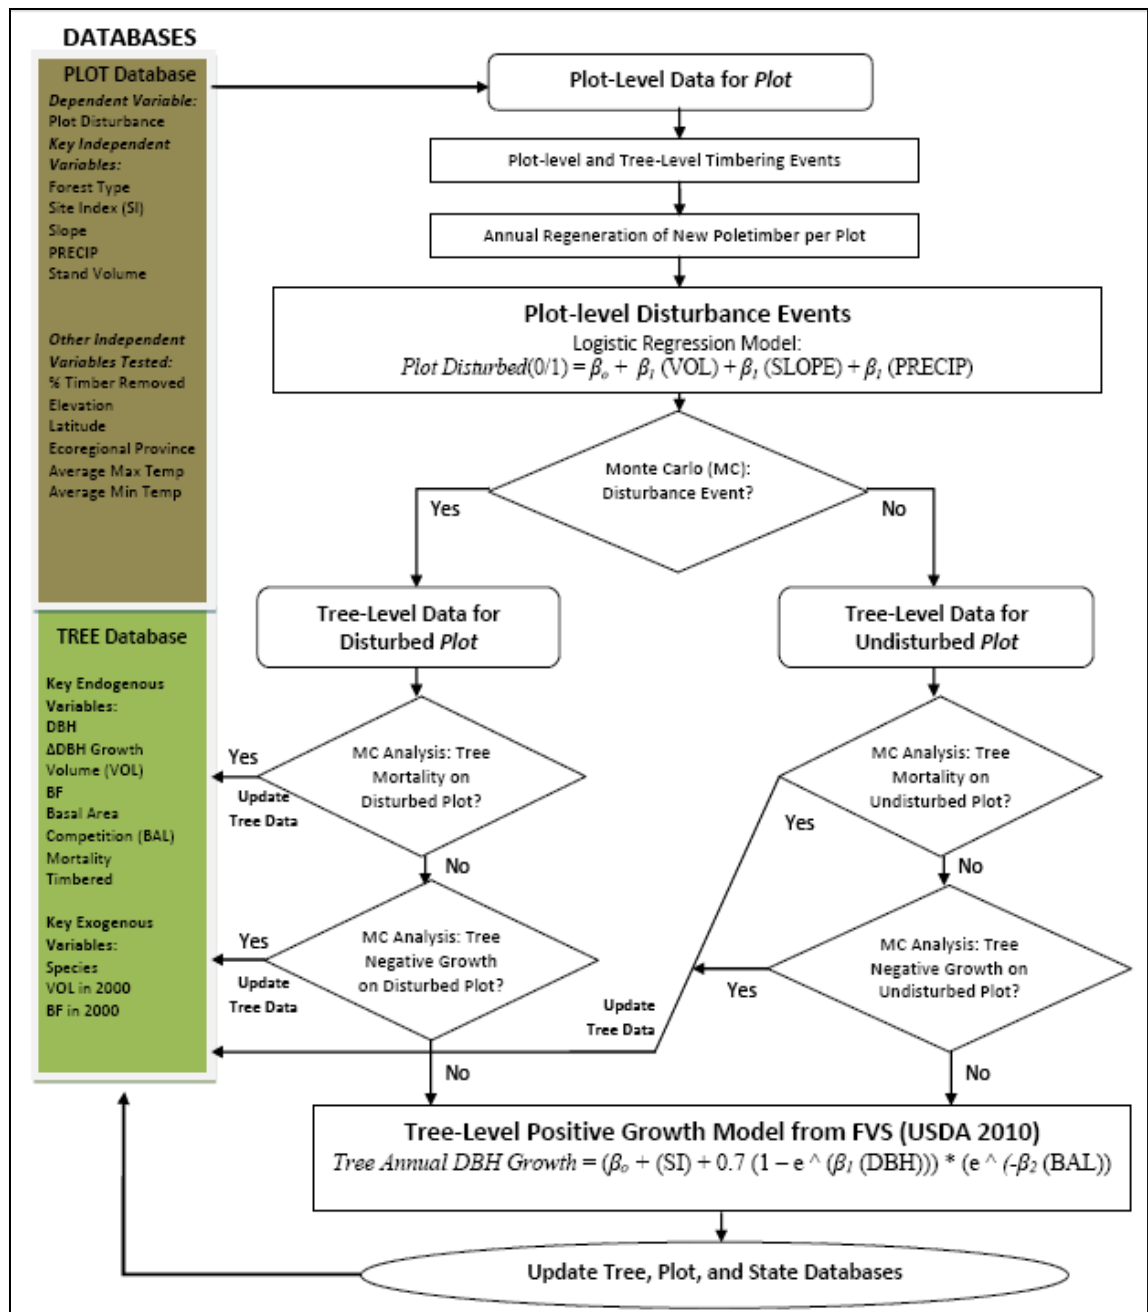 DATABASES
PLOT Database
Dependent Variable:
Plot Disturbance
Key Independent
Variables:
Forest Type
Site Index (SI)
Slope
PRECIP
Stand Volume
Other Independent
Variables Tested:
% Timber Removed
Elevation
Latitude
Ecoregional Province
Average Max Temp
Average Min Temp
TREE Database
Key Endogenous
Variables:
DBH
ΔDBH Growth
Volume (VOL)
BF
Basal Area
Competition (BAL)
Mortality
Timbered
Key Exogenous
Variables:
Species
VOL in 2000
BF in 2000
Plot-Level Data for Plot
Plot-level and Tree-Level Timbering Events
Annual Regeneration of New Poletimber per Plot
Plot-level Disturbance Events
Logistic Regression Model:
Plot Disturbed(0/1) = βo + β1 (VOL) + β1 (SLOPE) + β1 (PRECIP)
Monte Carlo (MC):
Disturbance Event?
Yes
No
Tree-Level Data for
Disturbed Plot
Tree-Level Data for
Undisturbed Plot
MC Analysis: Tree
Mortality on
Disturbed Plot?
Yes
Update
Tree Data
No
MC Analysis: Tree
Mortality on
Undisturbed Plot?
Yes
No
MC Analysis: Tree
Negative Growth
on Disturbed Plot?
Yes
Update
Tree Data
No
MC Analysis: Tree
Negative Growth on
Undisturbed Plot?
Yes
Update
Tree Data
No
Tree-Level Positive Growth Model from FVS (USDA 2010)
Tree Annual DBH Growth = (βo + (SI) + 0.7 (1 – e ^ (β1 (DBH))) * (e ^ (-β2 (BAL))
Update Tree, Plot, and State Databases